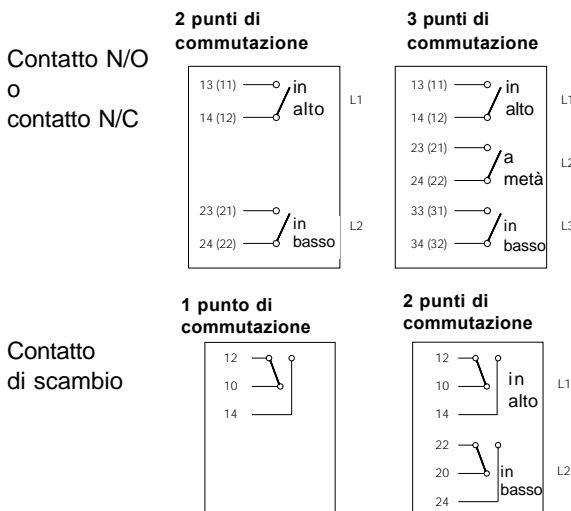 2 punti di
commutazione
3 punti di
commutazione
Contatto N/O
o
contatto N/C
13 (11)
14 (12)
in
alto
L1
23 (21)
24 (22)
in
basso
L2
13 (11)
14 (12)
in
alto
L1
23 (21)
24 (22)
a
metà
L2
33 (31)
34 (32)
in
basso
L3
1 punto di
commutazione
2 punti di
commutazione
Contatto
di scambio
12
10
14
12
10
14
in
alto
L1
22
20
24
in
basso
L2